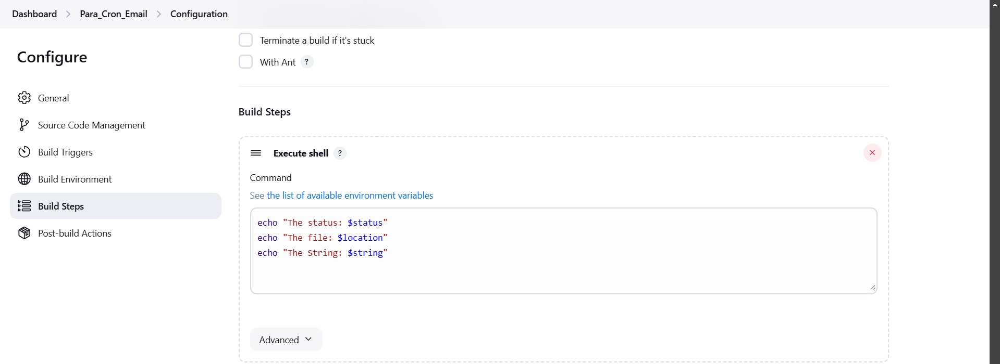 Dashboard > Para_Cron_Email > Configuration
Terminate a build if it's stuck
With Ant ?
Configure
General
Source Code Management
Build Triggers
Build Environment
Build Steps
Post-build Actions
Build Steps
Execute shell ?
Command
See the list of available environment variables
echo "The status: $status"
echo "The file: $location"
echo "The String: $string"
Advanced